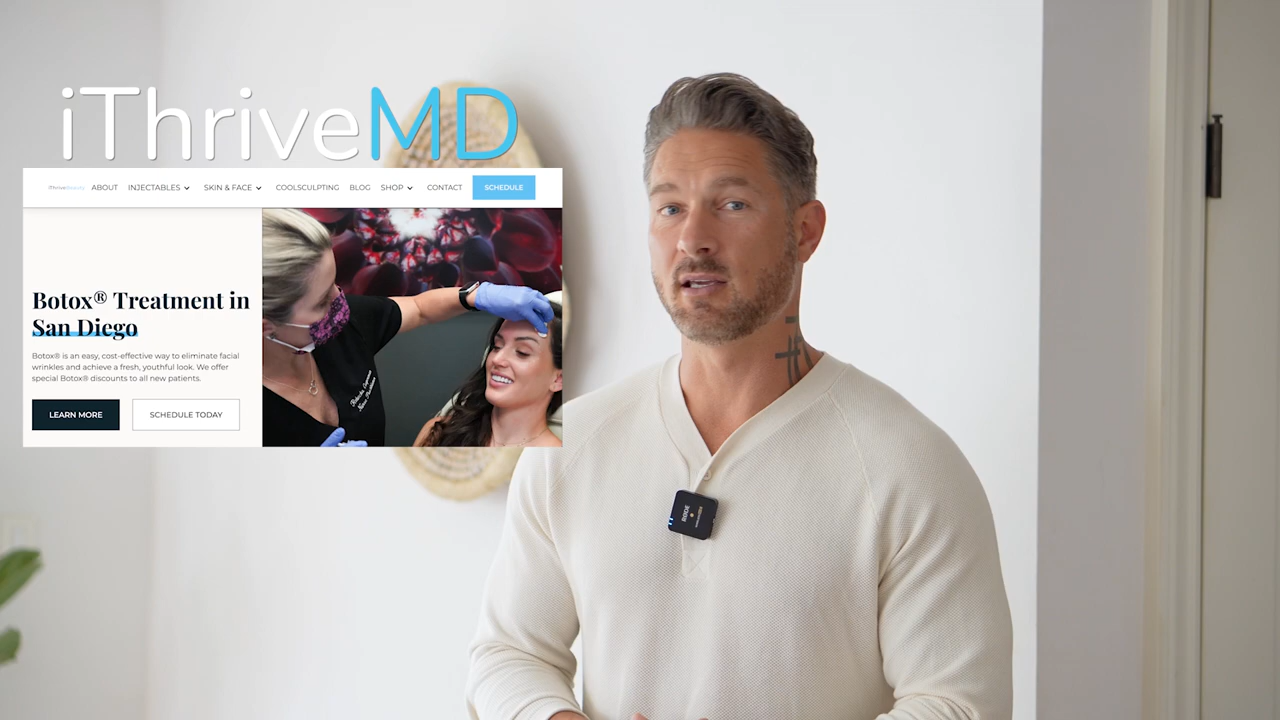 iThriveMD
iThriveBeauty ABOUT INJECTABLES SKIN & FACE COOLSCULPTING BLOG SHOP CONTACT SCHEDULE
Botox® Treatment in
San Diego
Botox® is an easy, cost-effective way to eliminate facial
wrinkles and achieve a fresh, youthful look. We offer
special Botox® discounts to all new patients.
LEARN MORE SCHEDULE TODAY
RØDE